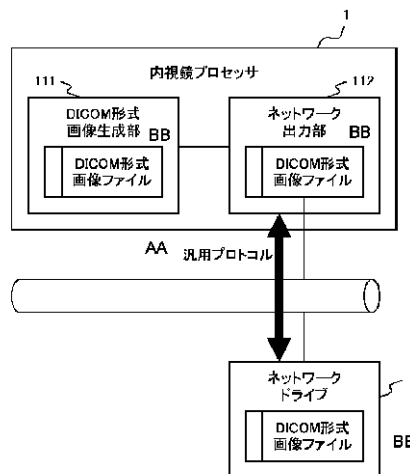 1
内視鏡プロセッサ
111
112
DICOM形式
画像生成部
BB
DICOM形式
画像ファイル
ネットワーク
出力部
BB
DICOM形式
画像ファイル
AA
汎用プロトコル
ネットワーク
ドライブ
DICOM形式
画像ファイル
BB